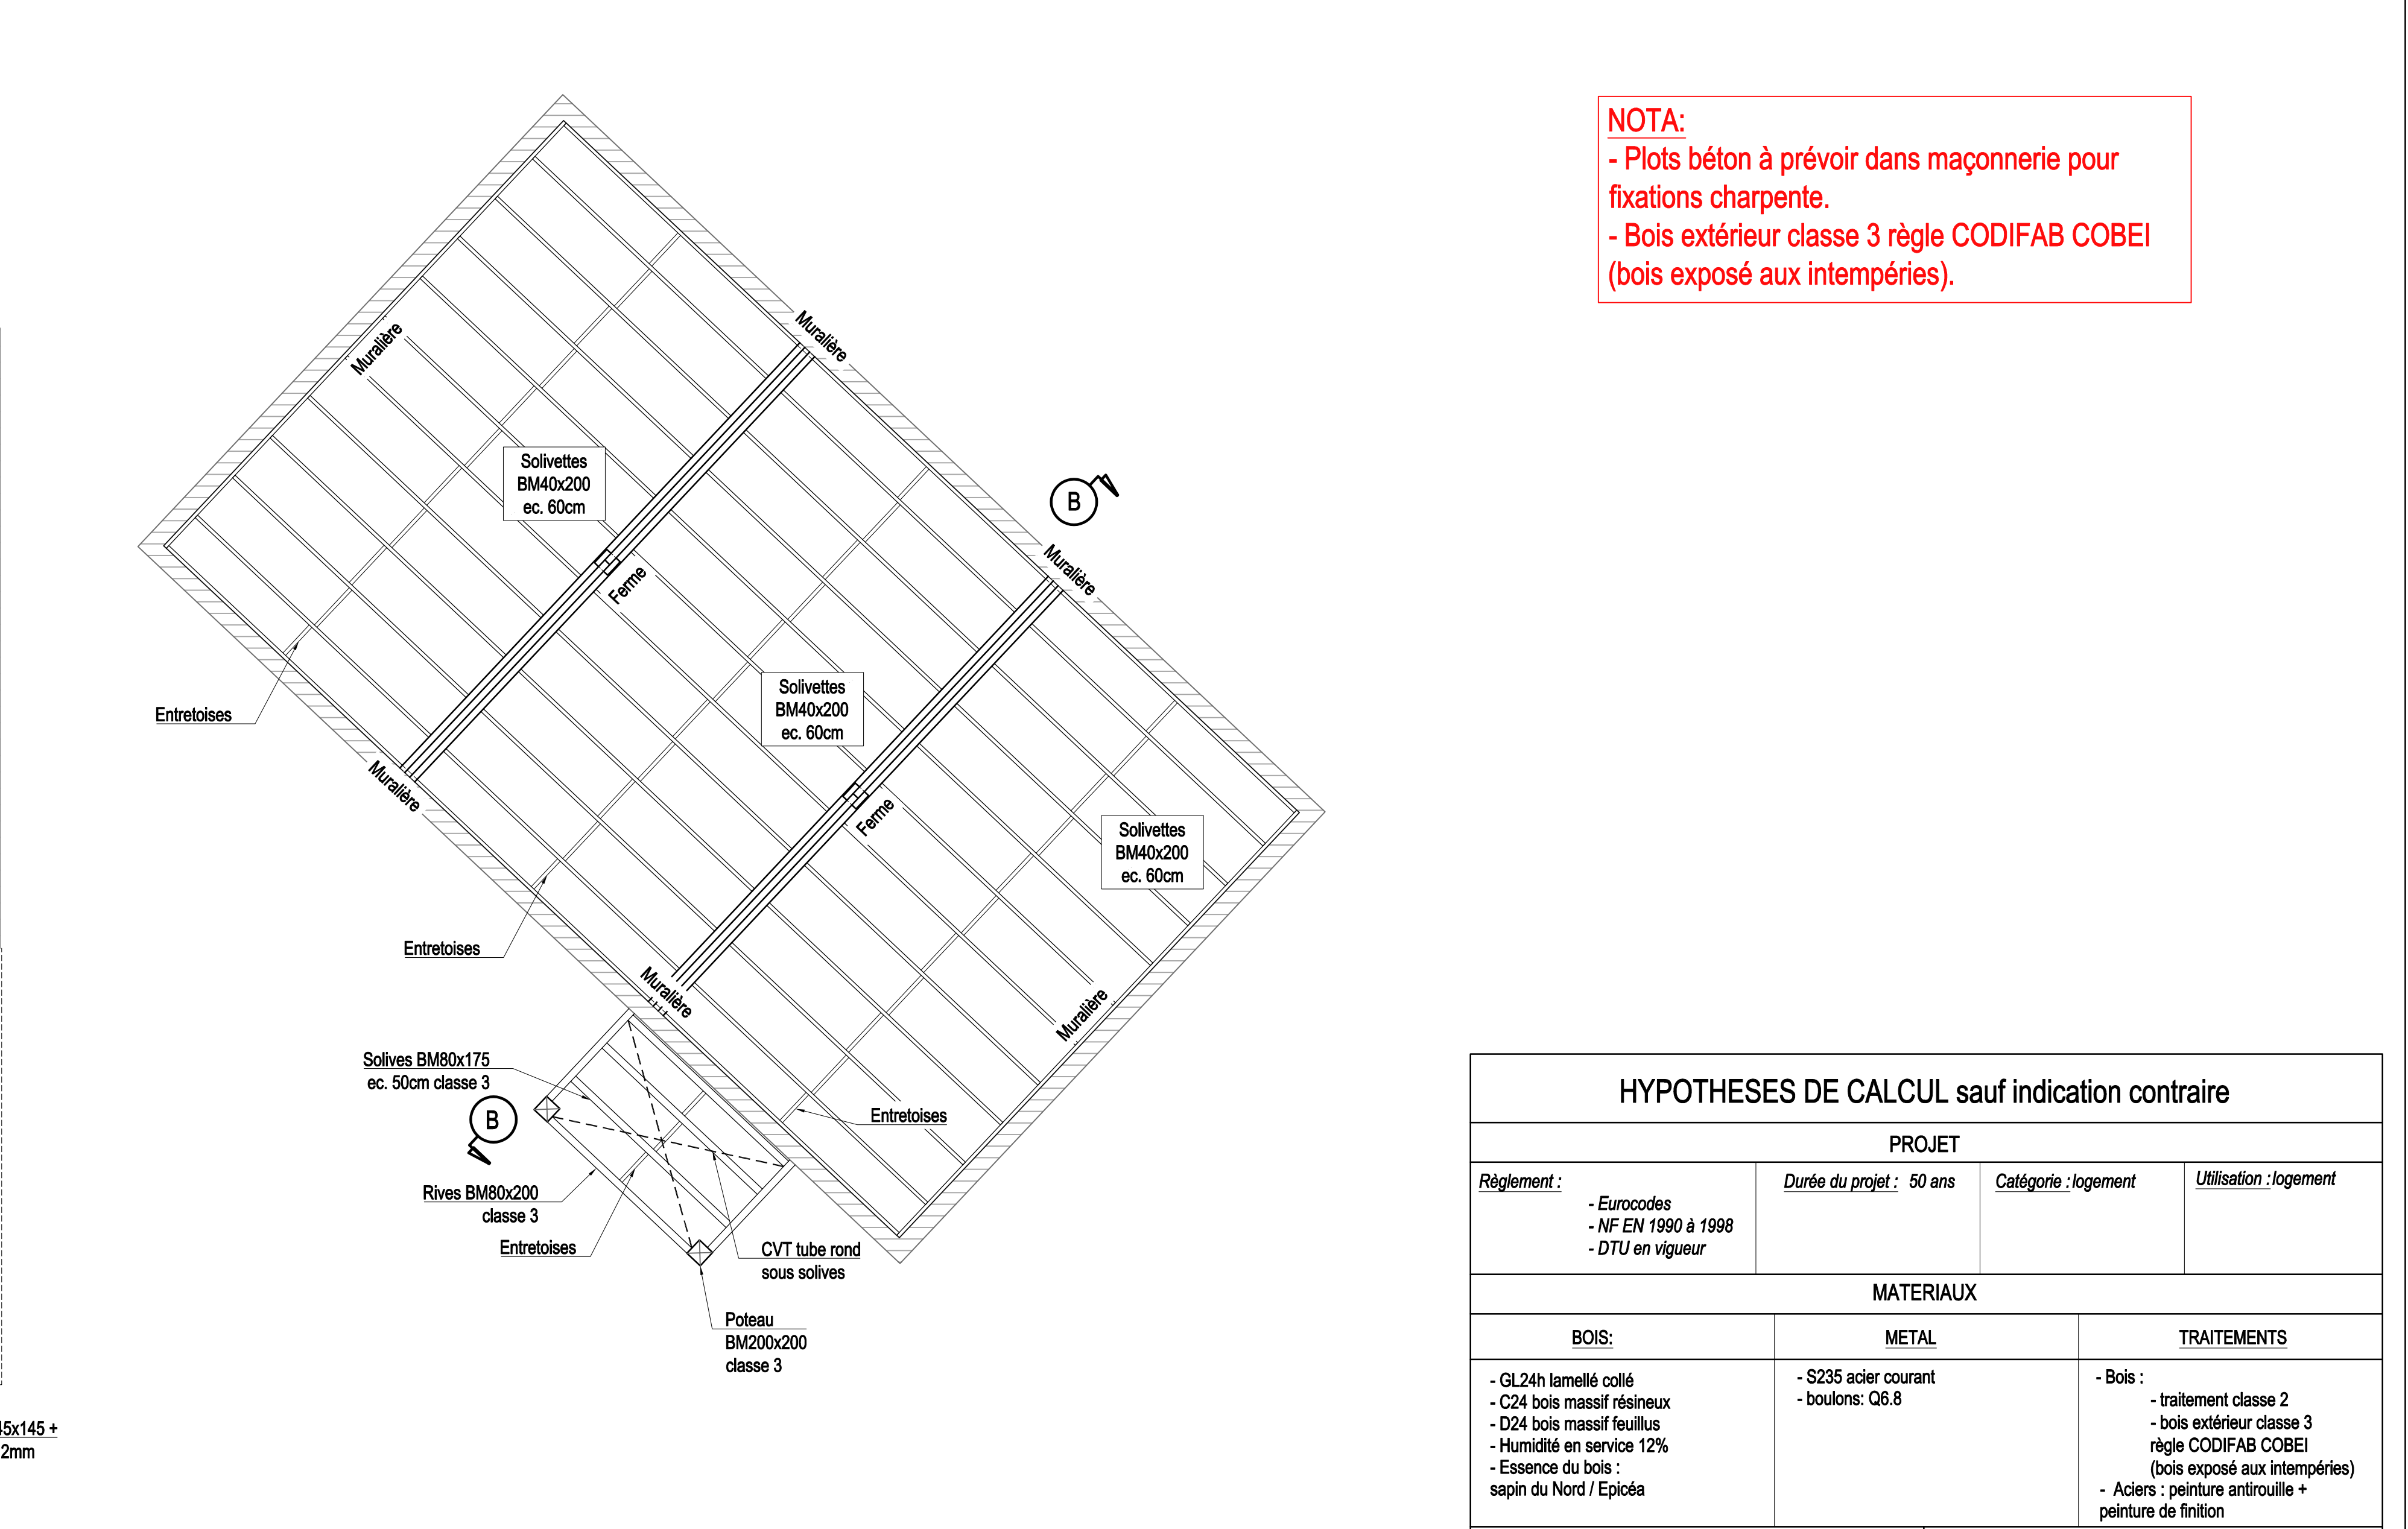 NOTA:
- Plots béton à prévoir dans maçonnerie pour
fixations charpente.
- Bois extérieur classe 3 règle CODIFAB COBEI
(bois exposé aux intempéries).
Muralière
Muralière
Solivettes
BM40x200
ec. 60cm
B
Muralière
Ferme
Entretoises
Solivettes
BM40x200
ec. 60cm
Muralière
Ferme
Solivettes
BM40x200
ec. 60cm
Entretoises
Muralière
Muralière
Solives BM80x175
ec. 50cm classe 3
B
Entretoises
Rives BM80x200
classe 3
Entretoises
CVT tube rond
sous solives
Poteau
BM200x200
classe 3
45x145 +
2mm
HYPOTHESES DE CALCUL sauf indication contraire
PROJET
Règlement :
- Eurocodes
- NF EN 1990 à 1998
- DTU en vigueur
Durée du projet : 50 ans
Catégorie : logement
Utilisation : logement
MATERIAUX
BOIS:
- GL24h lamellé collé
- C24 bois massif résineux
- D24 bois massif feuillus
- Humidité en service 12%
- Essence du bois :
sapin du Nord / Epicéa
METAL
- S235 acier courant
- boulons: Q6.8
TRAITEMENTS
- Bois :
- traitement classe 2
- bois extérieur classe 3
règle CODIFAB COBEI
(bois exposé aux intempéries)
- Aciers : peinture antirouille +
peinture de finition